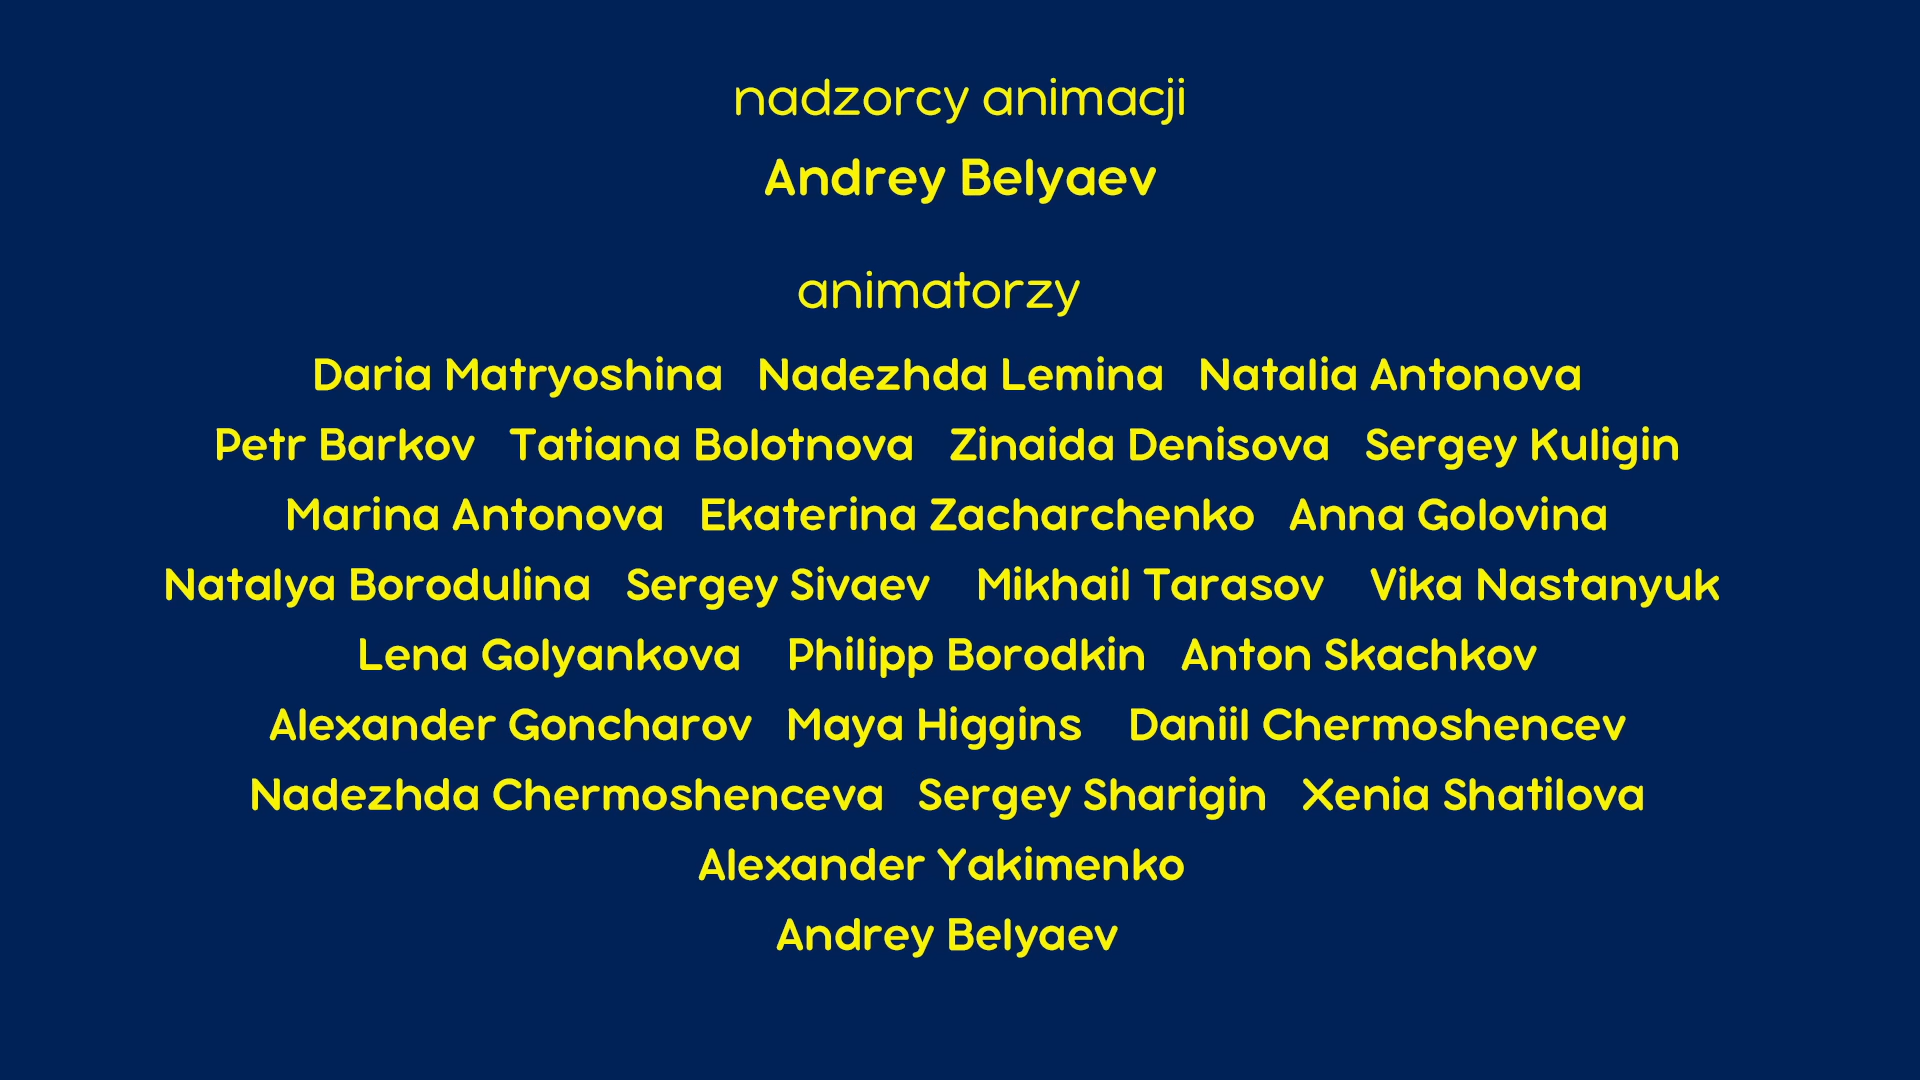 nadzorcy animacji
Andrey Belyaev
animatorzy
Daria Matryoshina Nadezhda Lemina Natalia Antonova
Petr Barkov Tatiana Bolotnova Zinaida Denisova Sergey Kuligin
Marina Antonova Ekaterina Zacharchenko Anna Golovina
Natalya Borodulina Sergey Sivaev Mikhail Tarasov Vika Nastanyuk
Lena Golyankova Philipp Borodkin Anton Skachkov
Alexander Goncharov Maya Higgins Daniil Chermoshencev
Nadezhda Chermoshenceva Sergey Sharigin Xenia Shatilova
Alexander Yakimenko
Andrey Belyaev